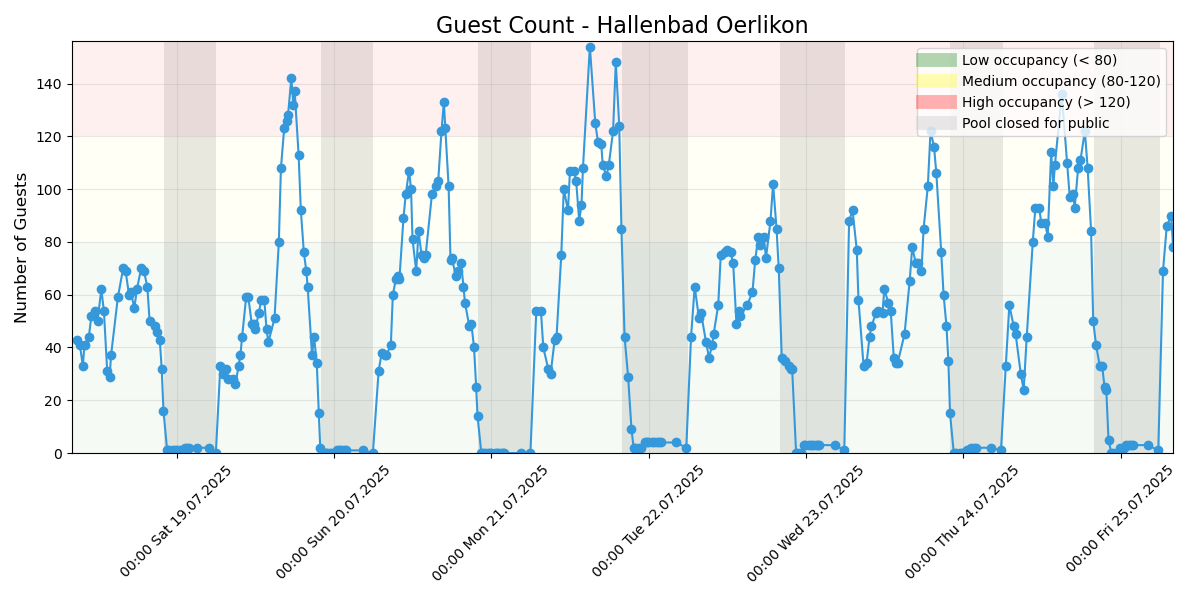 Guest Count - Hallenbad Oerlikon
Number of Guests
140
120
100
80
60
40
20
0
Low occupancy (< 80)
Medium occupancy (80-120)
High occupancy (> 120)
Pool closed for public
00:00 Sat 19.07.2025
00:00 Sun 20.07.2025
00:00 Mon 21.07.2025
00:00 Tue 22.07.2025
00:00 Wed 23.07.2025
00:00 Thu 24.07.2025
00:00 Fri 25.07.2025